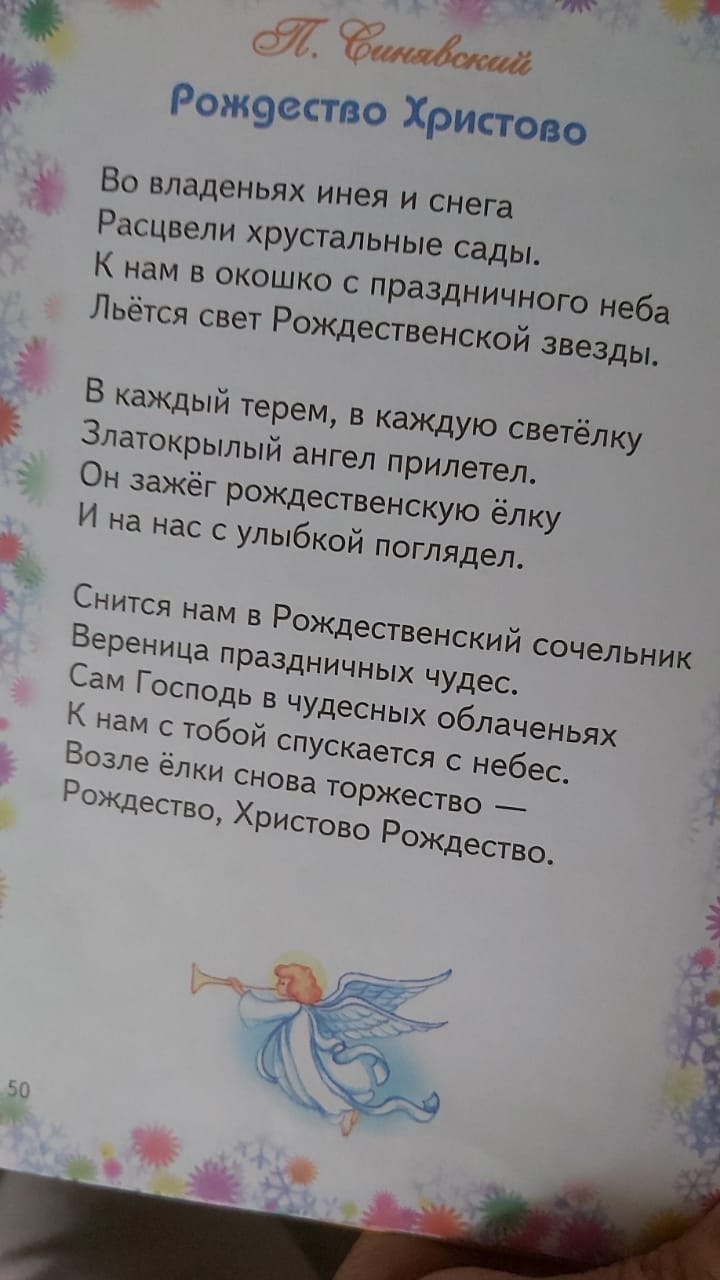 П. Синявский
Рождество Христово
Во владеньях инея и снега
Расцвели хрустальные сады.
К нам в окошко с праздничного неба
Льётся свет Рождественской звезды.
В каждый терем, в каждую светёлку
Златокрылый ангел прилетел.
Он зажёг рождественскую ёлку
И на нас с улыбкой поглядел.
Снится нам в Рождественский сочельник
Вереница праздничных чудес.
Сам Господь в чудесных облаченьях
К нам с тобой спускается с небес.
Возле ёлки снова торжество —
Рождество, Христово Рождество.
50